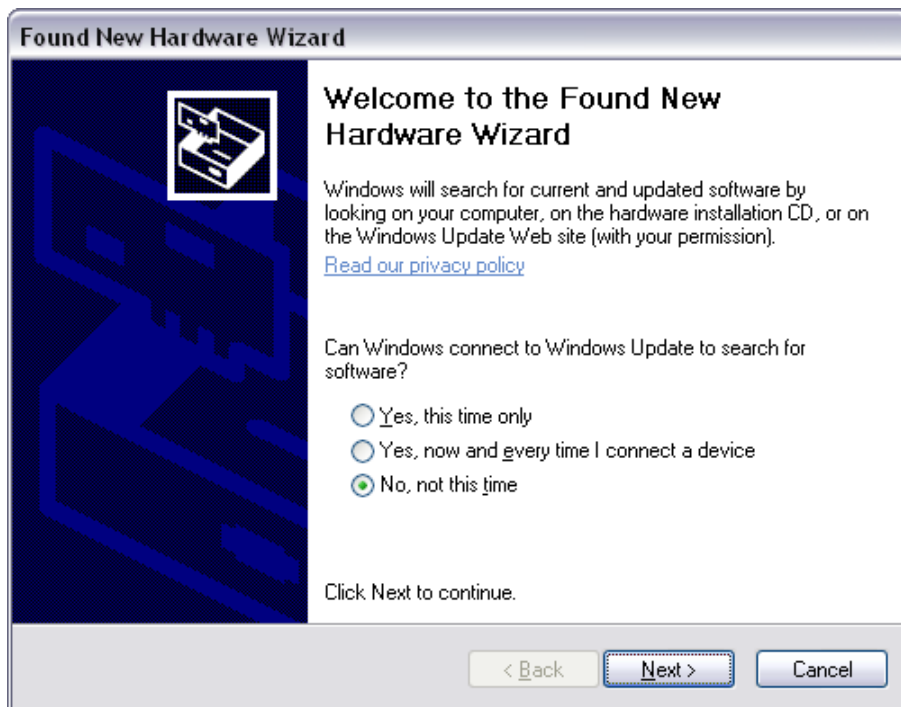 Found New Hardware Wizard
Welcome to the Found New
Hardware Wizard
Windows will search for current and updated software by
looking on your computer, on the hardware installation CD, or on
the Windows Update Web site (with your permission).
Read our privacy policy
Can Windows connect to Windows Update to search for
software?
Yes, this time only
Yes, now and every time I connect a device
No, not this time
Click Next to continue.
< Back
Next >
Cancel